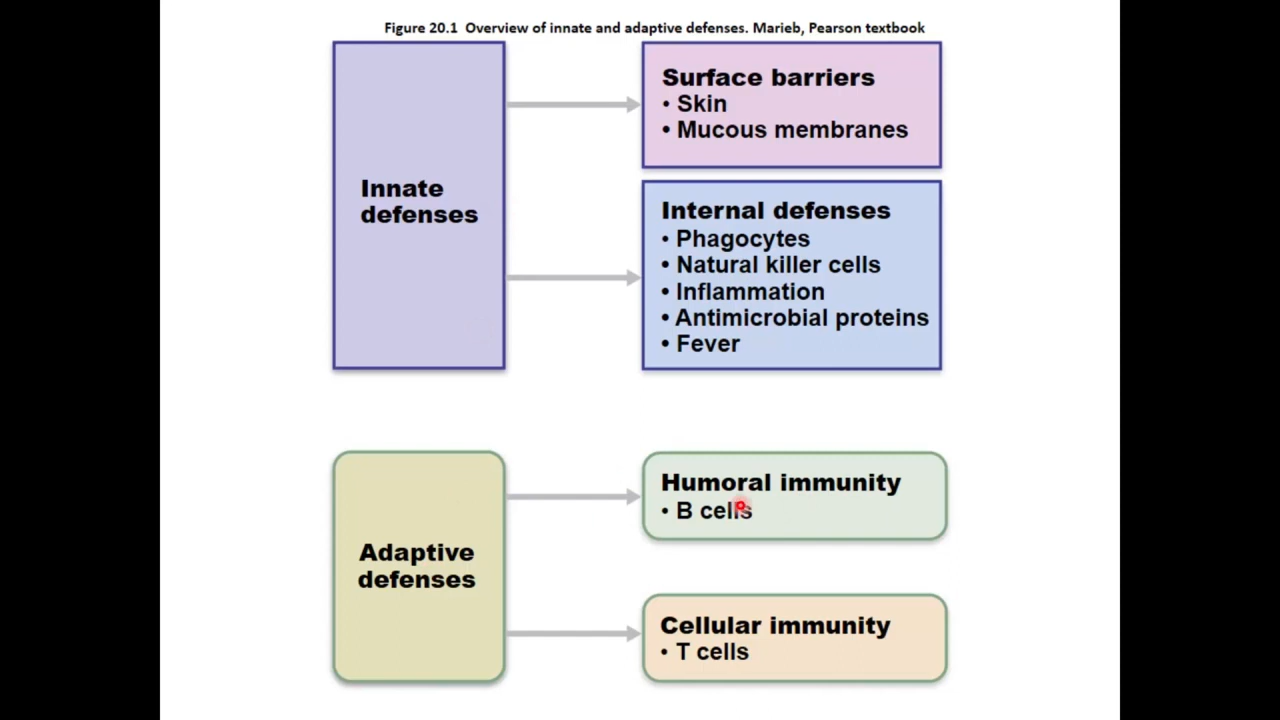 Figure 20.1 Overview of innate and adaptive defenses. Marieb, Pearson textbook
Innate
defenses
Surface barriers
• Skin
• Mucous membranes
Internal defenses
• Phagocytes
• Natural killer cells
• Inflammation
• Antimicrobial proteins
• Fever
Adaptive
defenses
Humoral immunity
• B cells
Cellular immunity
• T cells